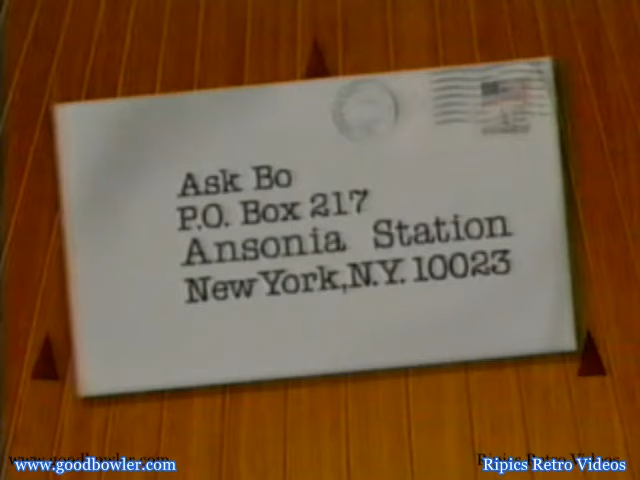 Ask Bo
P.O. Box 217
Ansonia Station
New York, N.Y. 10023
www.goodbowler.com
Ripics Retro Videos